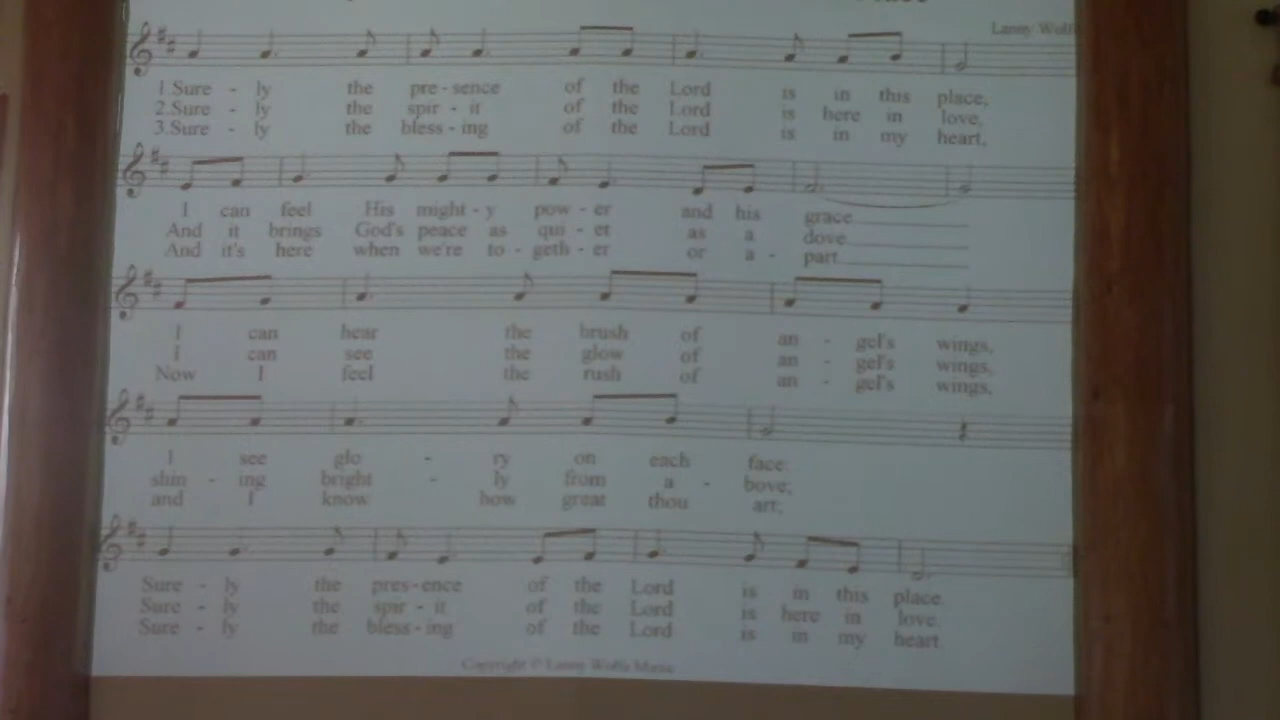 Lanny Wolfe
1.Sure - ly the pre - sence of the Lord is in this place,
2.Sure - ly the spir - it of the Lord is here in love,
3.Sure - ly the bless - ing of the Lord is in my heart,
I can feel His might - y pow - er and his grace
And it brings God's peace as qui - et as a dove
And it's here when we're to - geth - er or a - part
I can hear the brush of an - gel's wings,
I can see the glow of an - gel's wings,
Now I feel the rush of an - gel's wings,
I see glo - ry on each face:
shin - ing bright - ly from a - bove;
and I know how great thou art;
Sure - ly the pres - ence of the Lord is in this place.
Sure - ly the spir - it of the Lord is here in love.
Sure - ly the bless - ing of the Lord is in my heart
Copyright © Lanny Wolfe Music